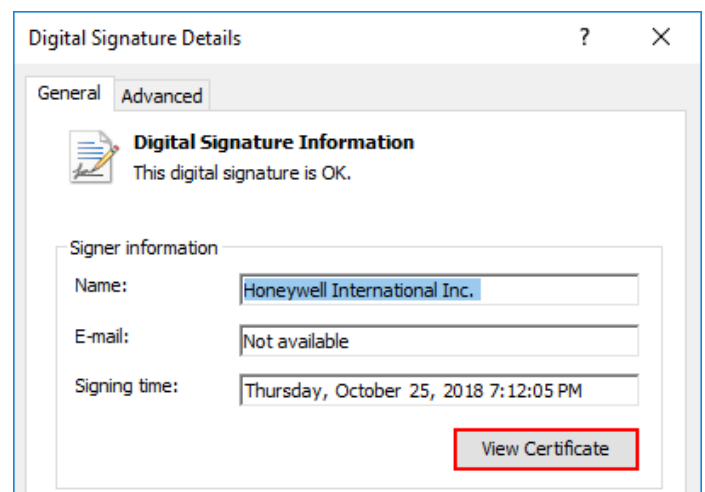 Digital Signature Details ? X
General Advanced
Digital Signature Information
This digital signature is OK.
Signer information
Name: Honeywell International Inc.
E-mail: Not available
Signing time: Thursday, October 25, 2018 7:12:05 PM
View Certificate